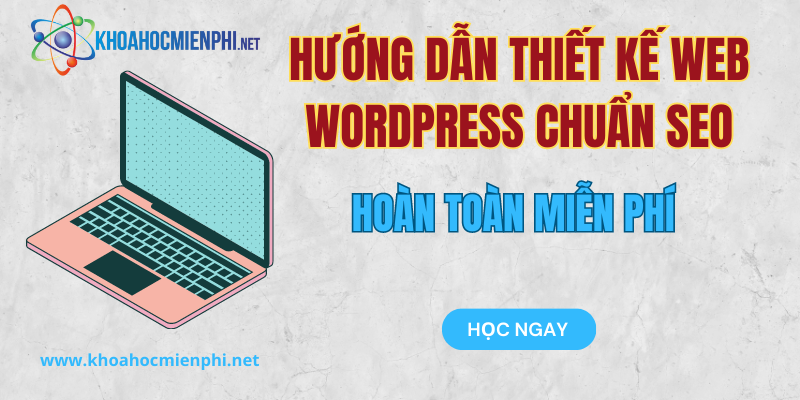 KHOAHOCMIENPHI.NET
HƯỚNG DẪN THIẾT KẾ WEB
WORDPRESS CHUẨN SEO
HOÀN TOÀN MIỄN PHÍ
HỌC NGAY
www.khoahocmienphi.net